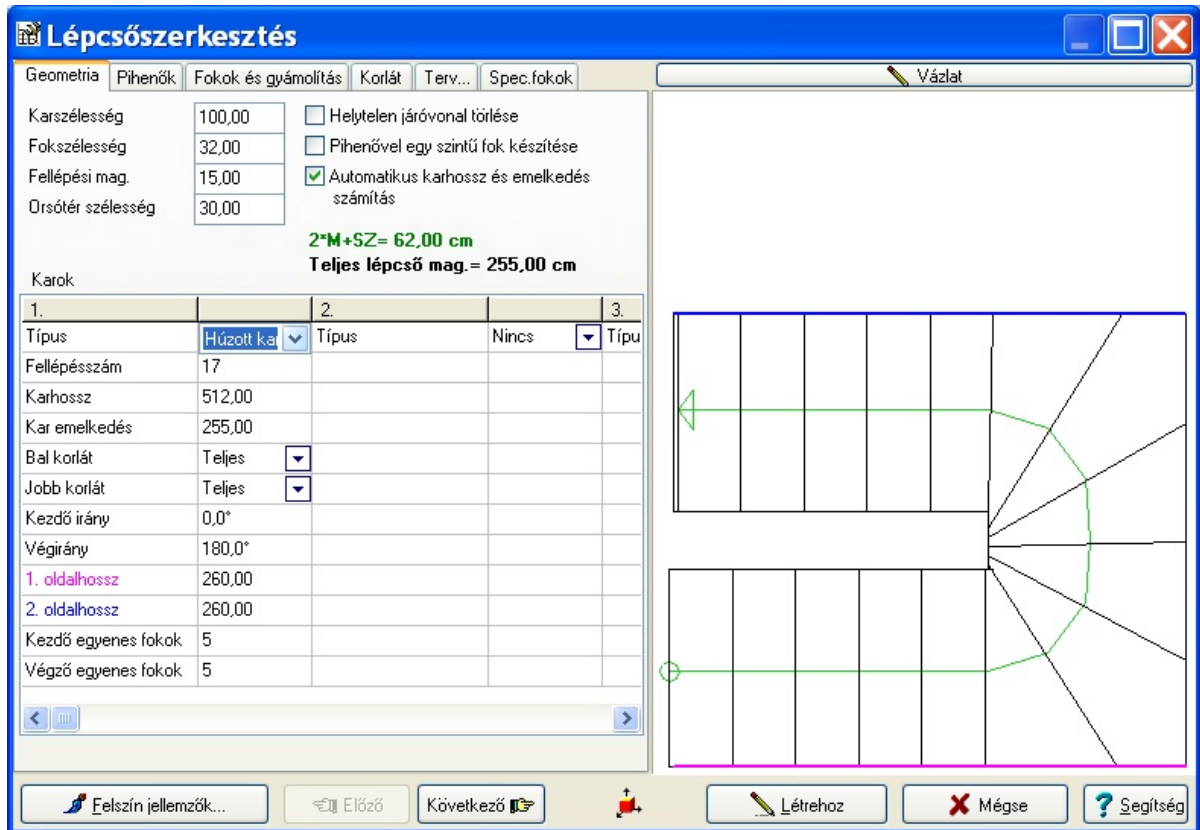 Lépcsőszerkesztés
Geometria Pihenők Fokok és gyámolítás Korlát Terv... Spec.fokok
Vázlat
Karszélesség 100,00 Helytelen járóvonal törlése
Fokszélesség 32,00 Pihenővel egy szintű fok készítése
Fellépési mag. 15,00 Automatikus karhossz és emelkedés
számítás
Orsótér szélesség 30,00
2*M+SZ= 62,00 cm
Teljes lépcső mag.= 255,00 cm
Karok
1. 2. 3.
Típus Húzott kar Típus Nincs Típu
Fellépésszám 17
Karhossz 512,00
Kar emelkedés 255,00
Bal korlát Teljes
Jobb korlát Teljes
Kezdő irány 0,0°
Végirány 180,0°
1. oldalhossz 260,00
2. oldalhossz 260,00
Kezdő egyenes fokok 5
Végző egyenes fokok 5
Felszín jellemzők... Előző Következő Létrehoz Mégse Segítség